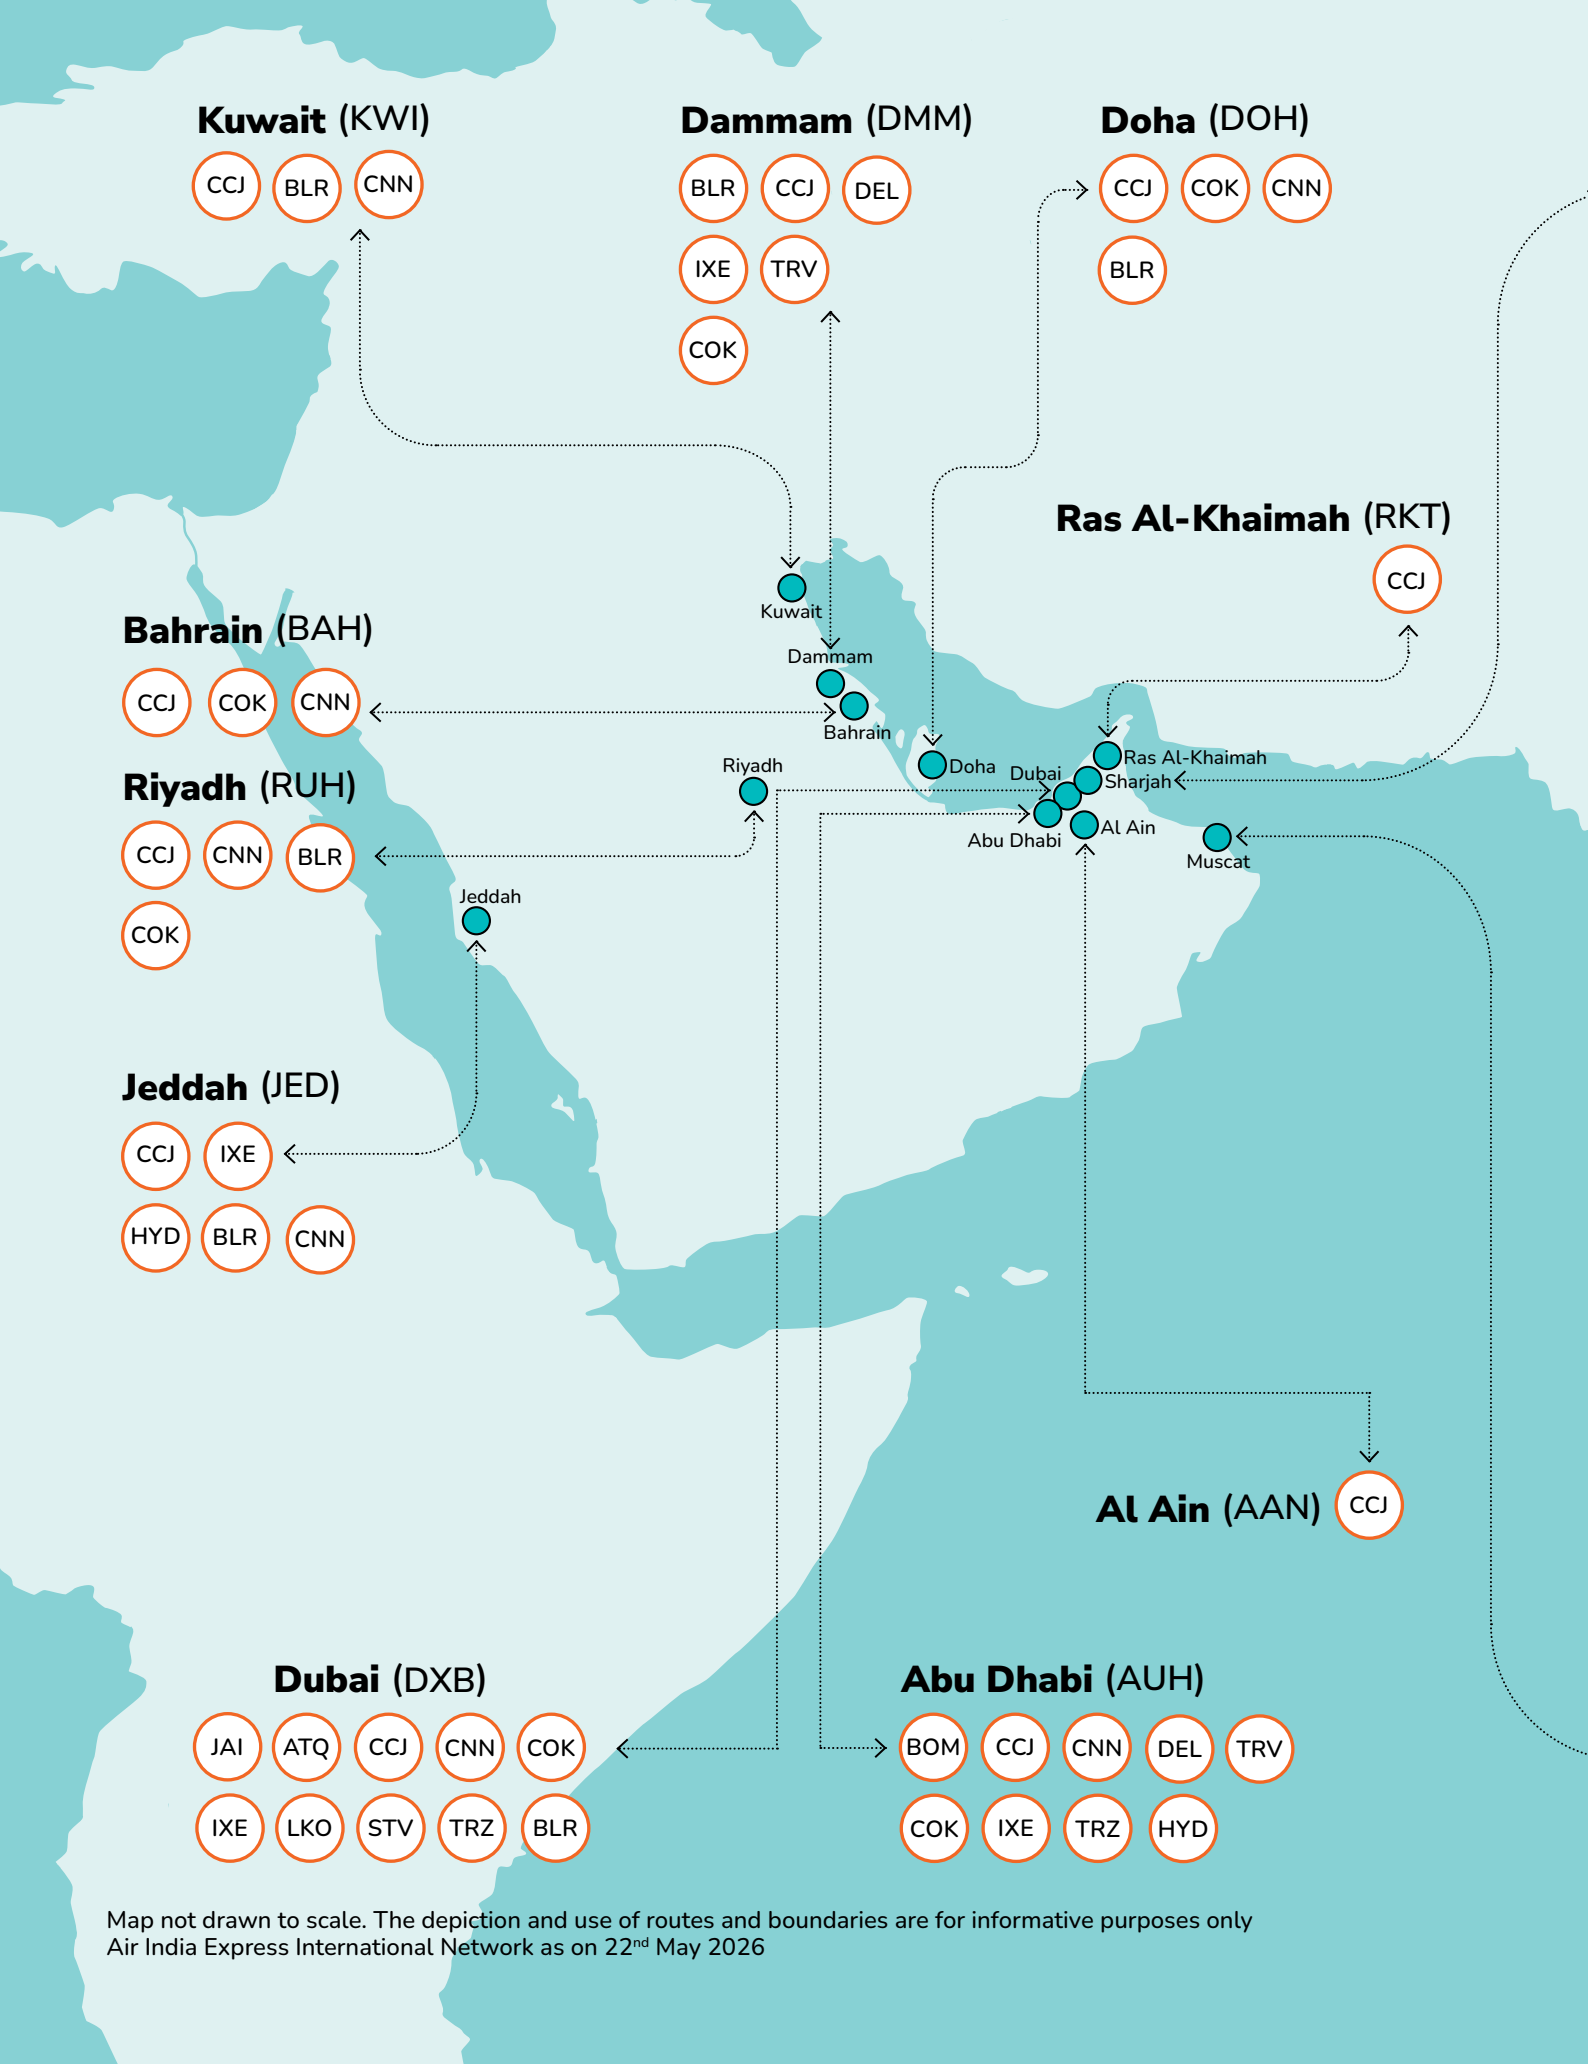 Kuwait (KWI)
CCJ BLR CNN
Dammam (DMM)
BLR CCJ DEL
IXE TRV
COK
Doha (DOH)
CCJ COK CNN
BLR
Ras Al-Khaimah (RKT)
CCJ
Bahrain (BAH)
CCJ COK CNN
Riyadh (RUH)
CCJ CNN BLR
COK
Kuwait
Dammam
Bahrain
Riyadh
Doha
Dubai
Ras Al-Khaimah
Sharjah
Abu Dhabi
Al Ain
Muscat
Jeddah
Jeddah (JED)
CCJ IXE
HYD BLR CNN
Al Ain (AAN) CCJ
Dubai (DXB)
JAI ATQ CCJ CNN COK
IXE LKO STV TRZ BLR
Abu Dhabi (AUH)
BOM CCJ CNN DEL TRV
COK IXE TRZ HYD
Map not drawn to scale. The depiction and use of routes and boundaries are for informative purposes only
Air India Express International Network as on 22nd May 2026